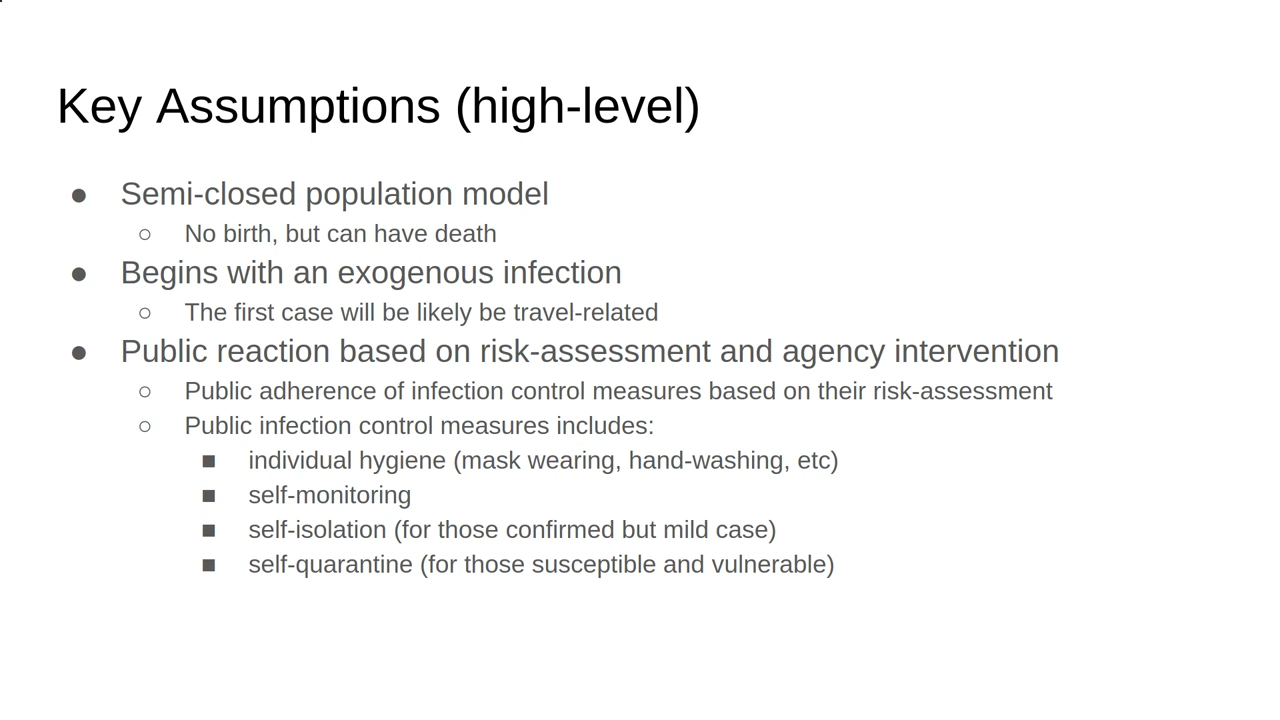 Key Assumptions (high-level)
● Semi-closed population model
○ No birth, but can have death
● Begins with an exogenous infection
○ The first case will be likely be travel-related
● Public reaction based on risk-assessment and agency intervention
○ Public adherence of infection control measures based on their risk-assessment
○ Public infection control measures includes:
■ individual hygiene (mask wearing, hand-washing, etc)
■ self-monitoring
■ self-isolation (for those confirmed but mild case)
■ self-quarantine (for those susceptible and vulnerable)